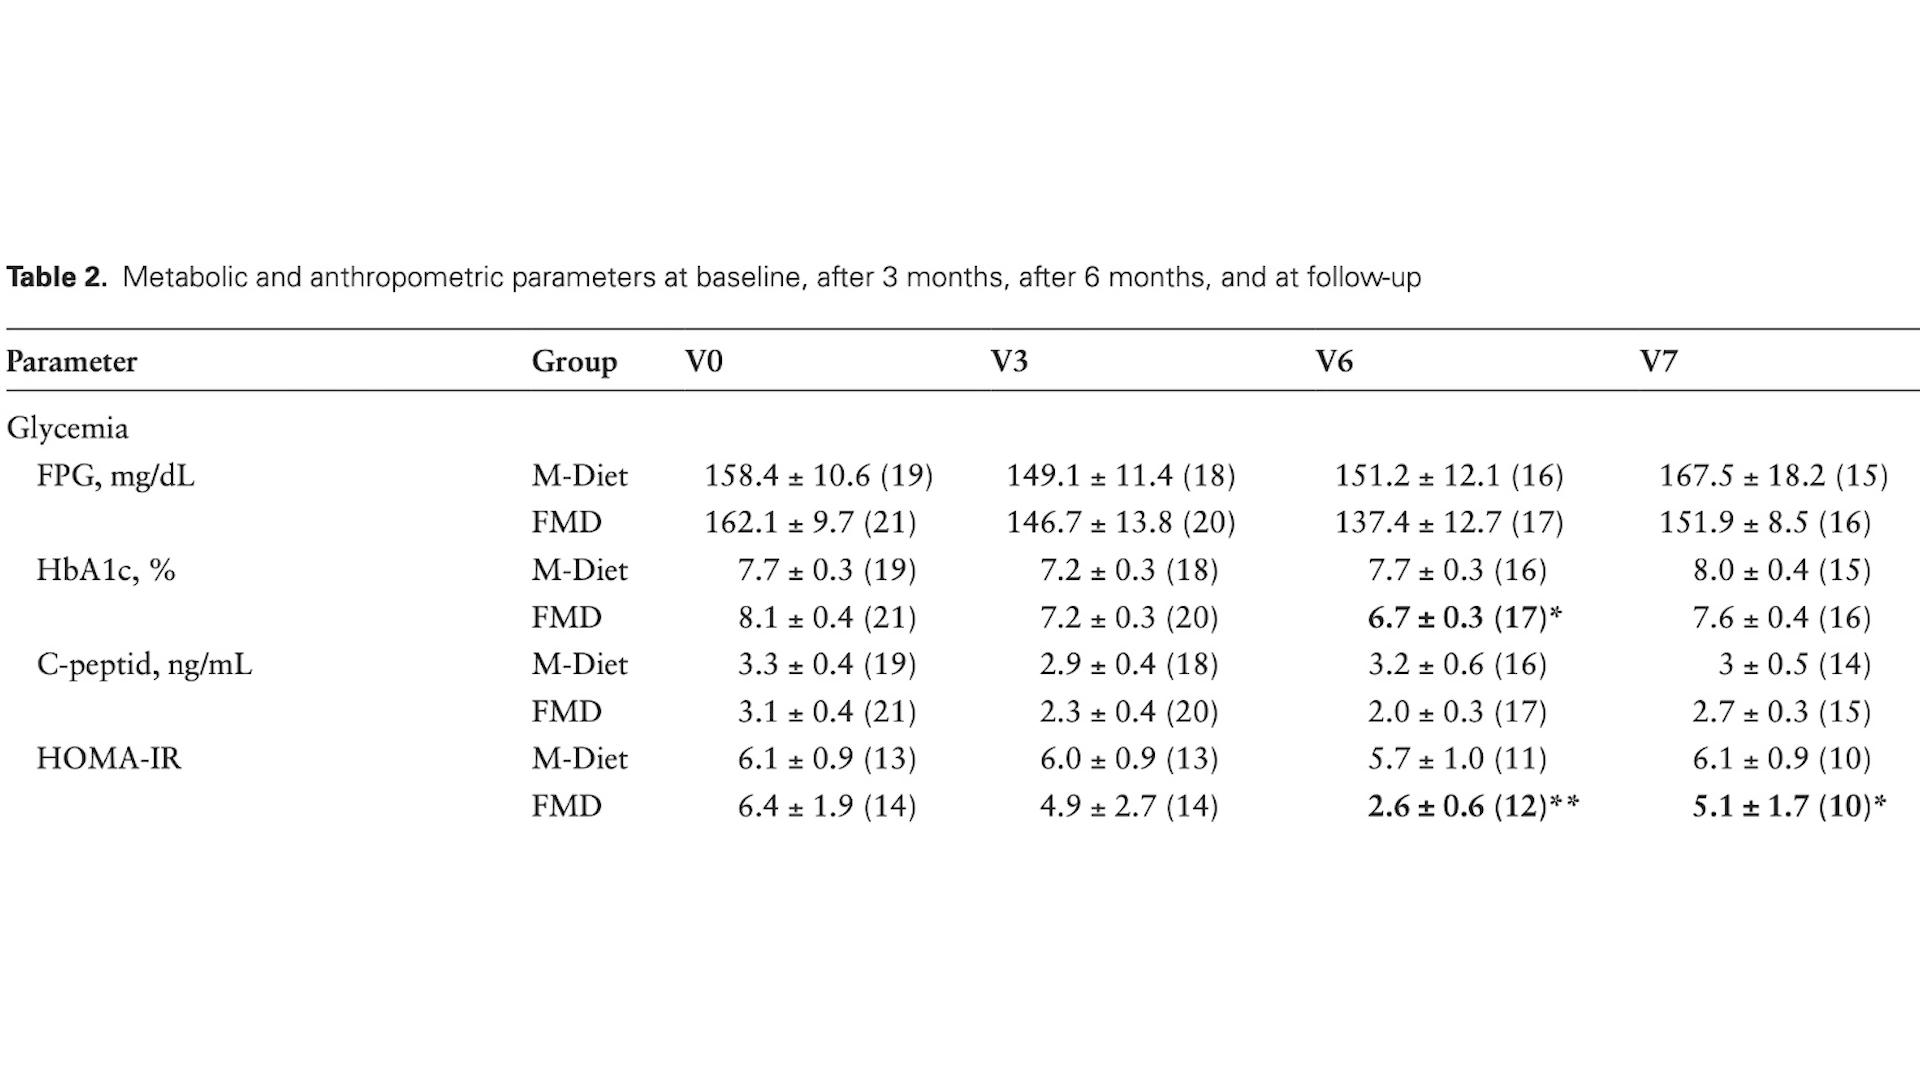 Table 2. Metabolic and anthropometric parameters at baseline, after 3 months, after 6 months, and at follow-up
Parameter Group V0 V3 V6 V7
Glycemia
FPG, mg/dL M-Diet 158.4 ± 10.6 (19) 149.1 ± 11.4 (18) 151.2 ± 12.1 (16) 167.5 ± 18.2 (15)
FMD 162.1 ± 9.7 (21) 146.7 ± 13.8 (20) 137.4 ± 12.7 (17) 151.9 ± 8.5 (16)
HbA1c, % M-Diet 7.7 ± 0.3 (19) 7.2 ± 0.3 (18) 7.7 ± 0.3 (16) 8.0 ± 0.4 (15)
FMD 8.1 ± 0.4 (21) 7.2 ± 0.3 (20) 6.7 ± 0.3 (17)* 7.6 ± 0.4 (16)
C-peptid, ng/mL M-Diet 3.3 ± 0.4 (19) 2.9 ± 0.4 (18) 3.2 ± 0.6 (16) 3 ± 0.5 (14)
FMD 3.1 ± 0.4 (21) 2.3 ± 0.4 (20) 2.0 ± 0.3 (17) 2.7 ± 0.3 (15)
HOMA-IR M-Diet 6.1 ± 0.9 (13) 6.0 ± 0.9 (13) 5.7 ± 1.0 (11) 6.1 ± 0.9 (10)
FMD 6.4 ± 1.9 (14) 4.9 ± 2.7 (14) 2.6 ± 0.6 (12)** 5.1 ± 1.7 (10)*